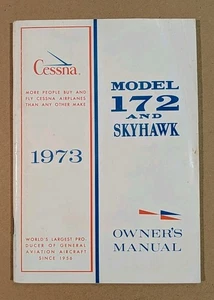 Cessna
MORE PEOPLE BUY AND
FLY CESSNA AIRPLANES
THAN ANY OTHER MAKE
1973
WORLD'S LARGEST PRO-
DUCER OF GENERAL
AVIATION AIRCRAFT
SINCE 1956
MODEL
172
AND
SKYHAWK
OWNER'S
MANUAL